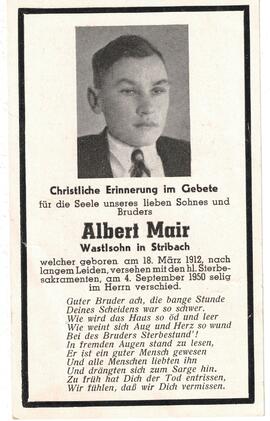 Christliche Erinnerung im Gebete
für die Seele unseres lieben Sohnes und
Bruders
Albert Mair
Wastlsohn in Stribach
welcher geboren am 18. März 1912, nach
langem Leiden, versehen mit den hl. Sterbe-
sakramenten, am 4. September 1950 selig
im Herrn verschied.
Guter Bruder ach, die bange Stunde
Deines Scheidens war so schwer.
Wie wird das Haus so öd und leer
Wie weint sich Aug und Herz so wund
Bei des Bruders Sterbestund'!
In fremden Augen stand zu lesen,
Er ist ein guter Mensch gewesen
Und alle Menschen liebten ihn
Und drängten sich zum Sarge hin.
Zu früh hat Dich der Tod entrissen,
Wir fühlen, daß wir Dich vermissen.